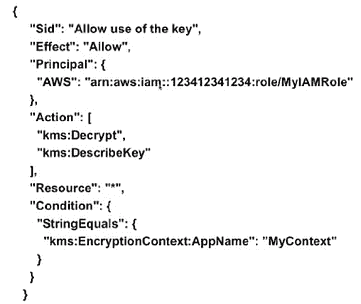 {
"Sid": "Allow use of the key",
"Effect": "Allow",
"Principal": {
"AWS": "arn:aws:iam::123412341234:role/MyIAMRole"
},
"Action": [
"kms:Decrypt",
"kms:DescribeKey"
],
"Resource": "*",
"Condition": {
"StringEquals": {
"kms:EncryptionContext:AppName": "MyContext"
}
}
}